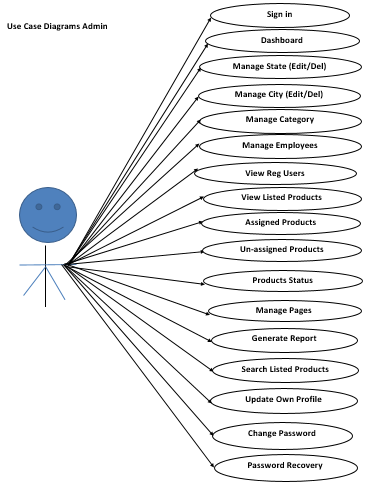 Use Case Diagrams Admin
Sign in
Dashboard
Manage State (Edit/Del)
Manage City (Edit/Del)
Manage Category
Manage Employees
View Reg Users
View Listed Products
Assigned Products
Un-assigned Products
Products Status
Manage Pages
Generate Report
Search Listed Products
Update Own Profile
Change Password
Password Recovery